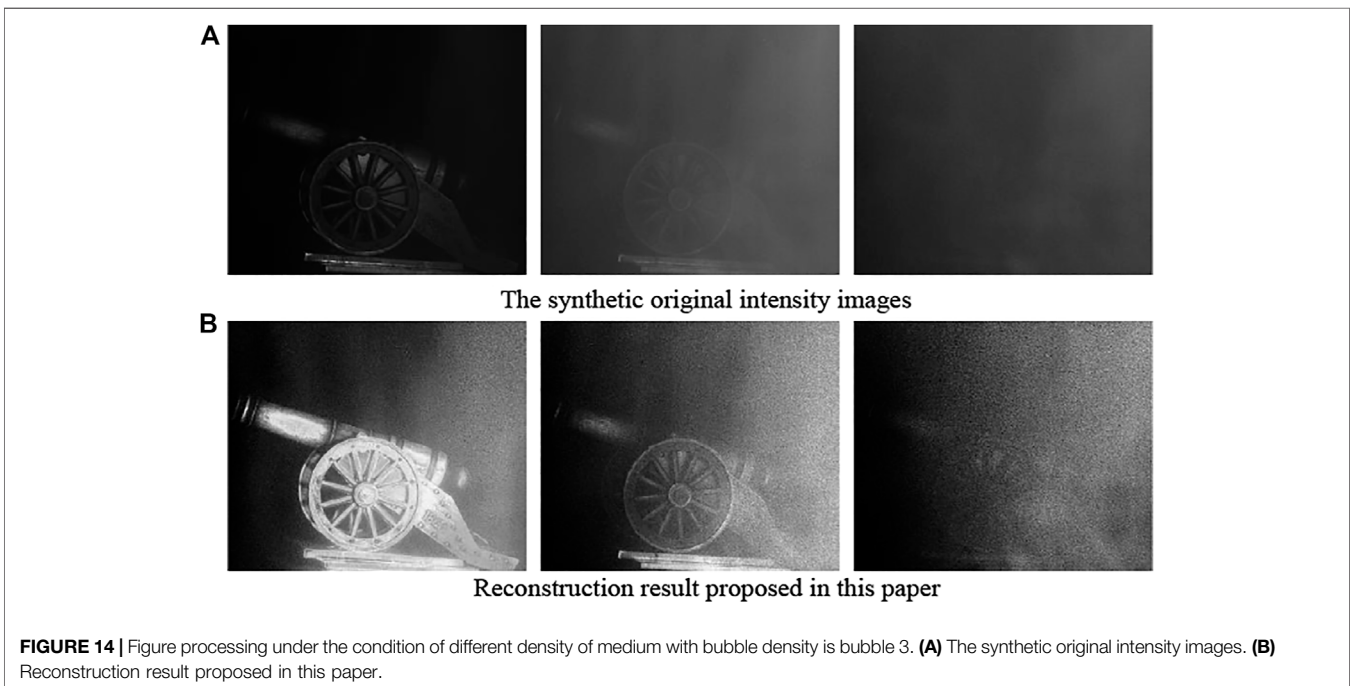 A
The synthetic original intensity images
B
Reconstruction result proposed in this paper
FIGURE 14 | Figure processing under the condition of different density of medium with bubble density is bubble 3. (A) The synthetic original intensity images. (B)
Reconstruction result proposed in this paper.